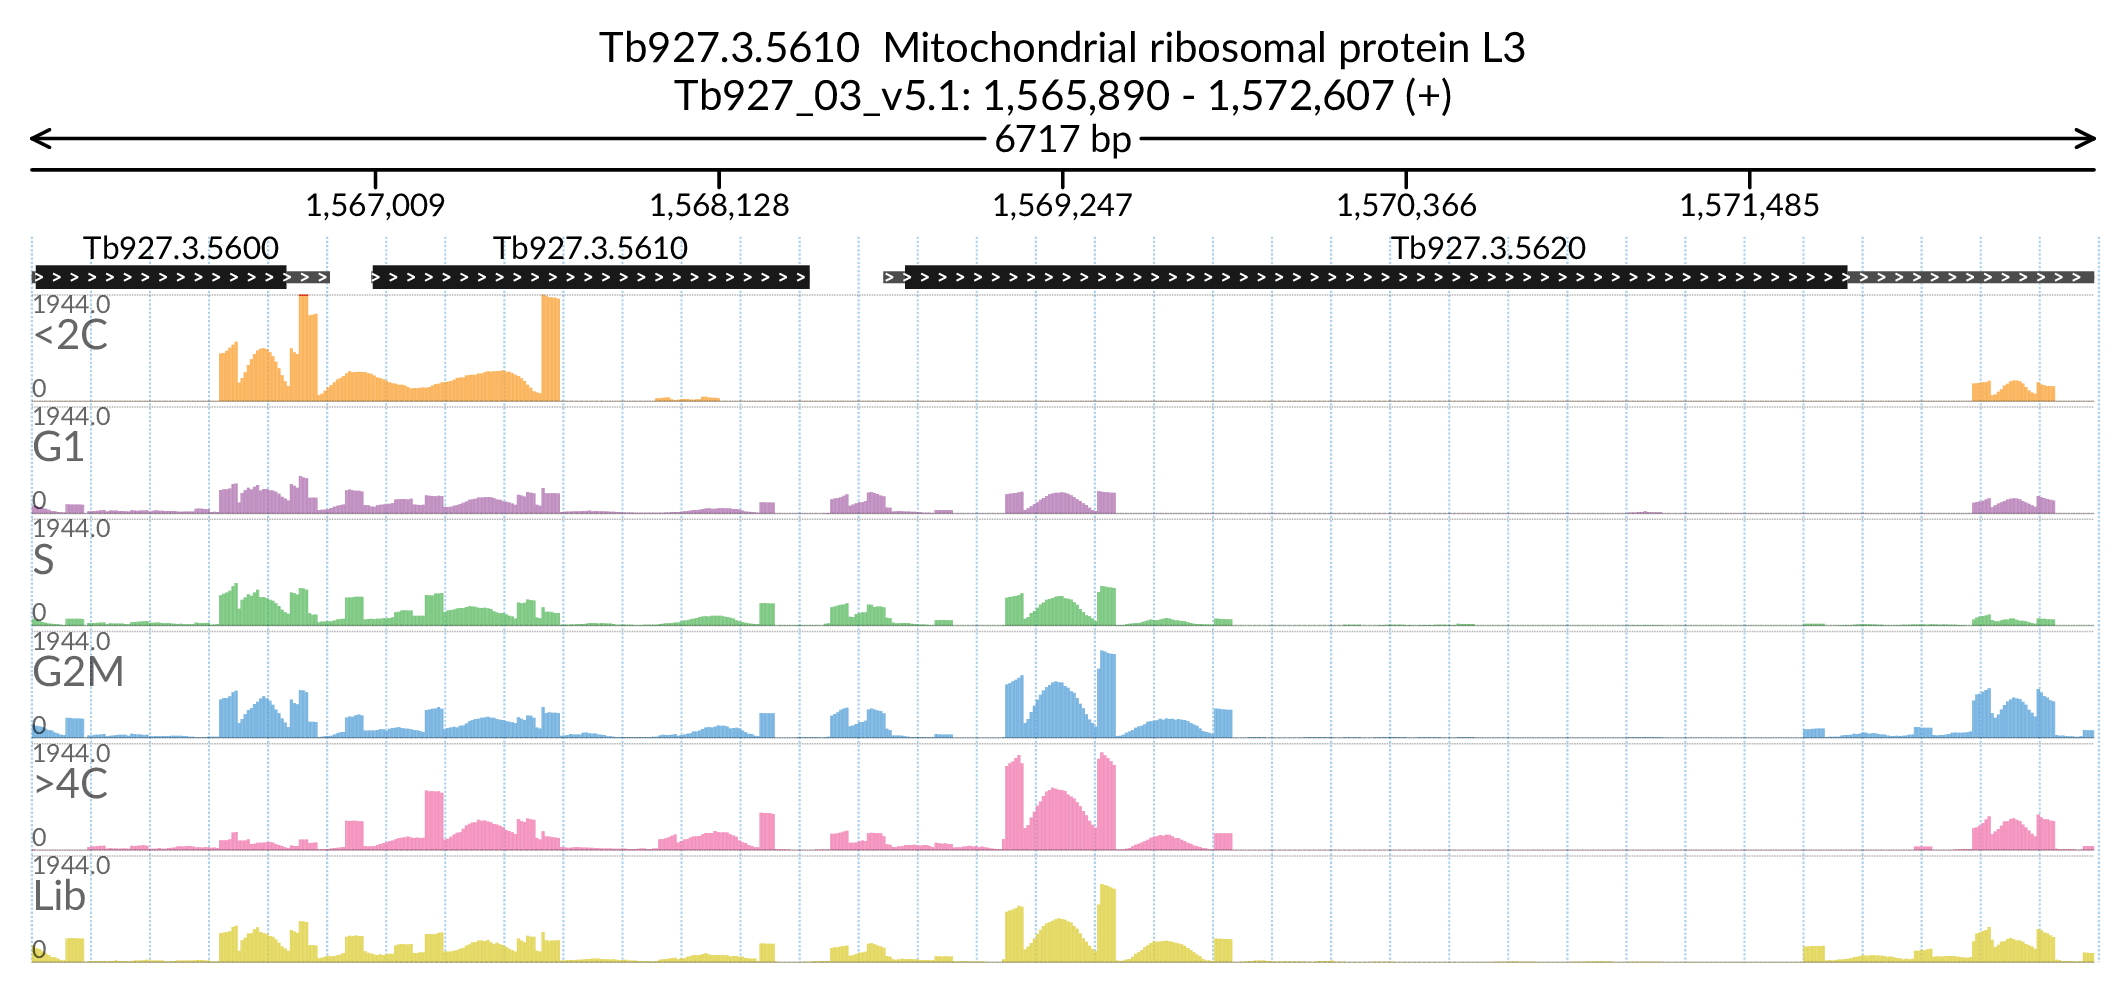 Tb927.3.5610  Mitochondrial ribosomal protein L3
Tb927_03_v5.1: 1,565,890 - 1,572,607 (+)
6717 bp
1,567,009 1,568,128 1,569,247 1,570,366 1,571,485
Tb927.3.5600 Tb927.3.5610 Tb927.3.5620
1944.0
<2C
0
1944.0
G1
0
1944.0
S
0
1944.0
G2M
0
1944.0
>4C
0
1944.0
Lib
0